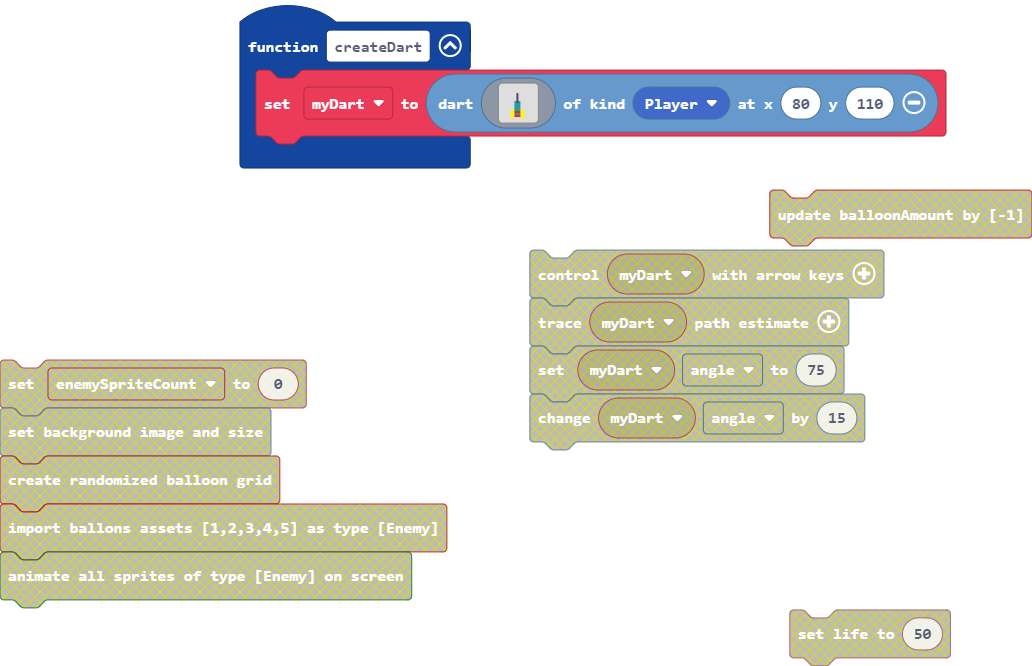 function createDart
set myDart to dart of kind Player at x 80 y 110
update balloonAmount by [-1]
control myDart with arrow keys
trace myDart path estimate
set myDart angle to 75
change myDart angle by 15
set enemySpriteCount to 0
set background image and size
create randomized balloon grid
import ballons assets [1,2,3,4,5] as type [Enemy]
animate all sprites of type [Enemy] on screen
set life to 50